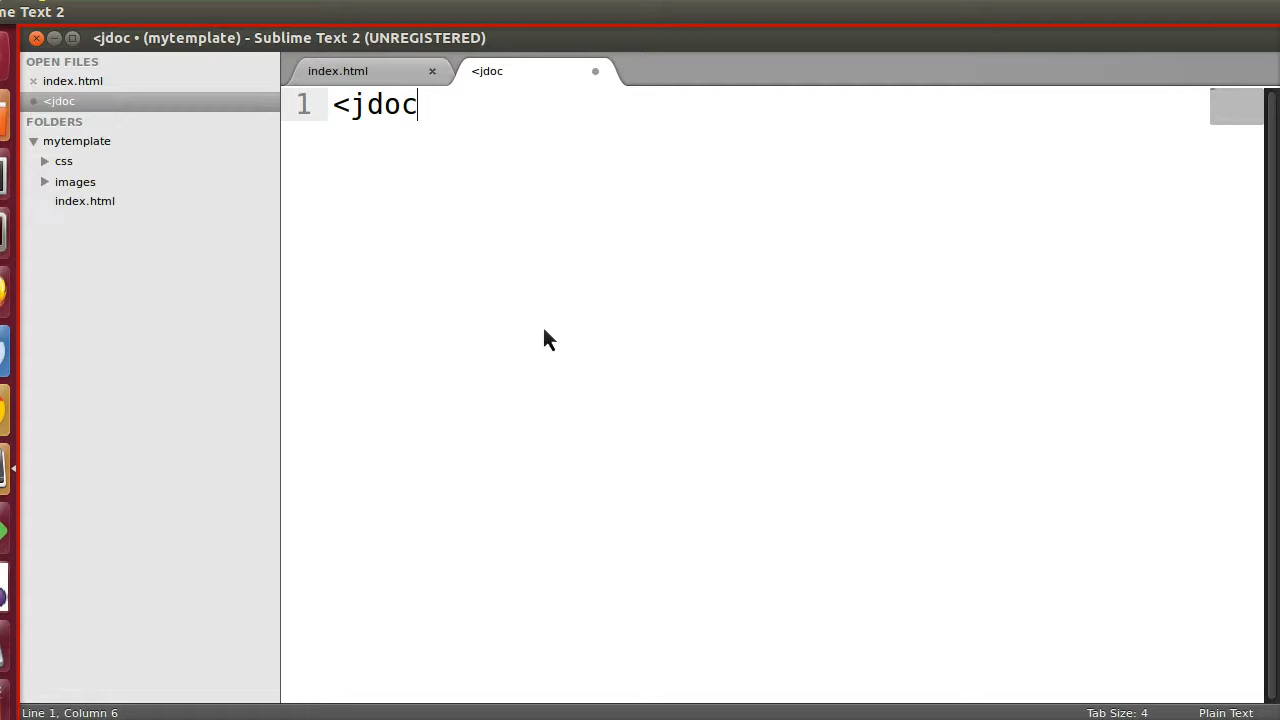 me Text 2
<jdoc • (mytemplate) - Sublime Text 2 (UNREGISTERED)
OPEN FILES
index.html
<jdoc
FOLDERS
mytemplate
css
images
index.html
index.html
<jdoc
1 <jdoc
Line 1, Column 6
Tab Size: 4
Plain Text